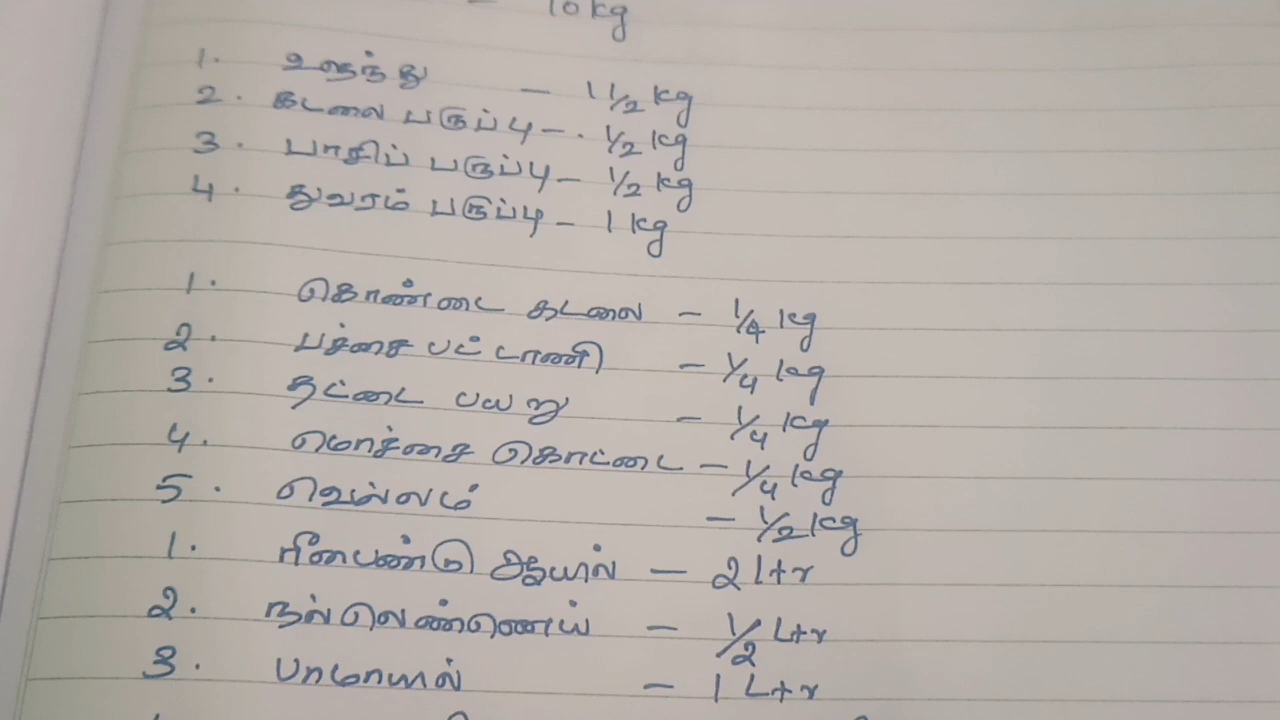 - 10 kg
1. உளுந்து - 1 1/2 kg
2. கடலை பருப்பு - . 1/2 kg
3. பாசிப் பருப்பு - 1/2 kg
4. துவரம் பருப்பு - 1 kg
1. கொண்டை கடலை - 1/4 kg
2. பச்சை பட்டாணி - 1/4 kg
3. தட்டை பயறு - 1/4 kg
4. மொச்சை கொட்டை - 1/4 kg
5. வெல்லம் - 1/2 kg
1. ரீபைண்டு ஆயில் - 2 ltr
2. நல்லெண்ணெய் - 1/2 Ltr
3. பாமாயில் - 1 Ltr